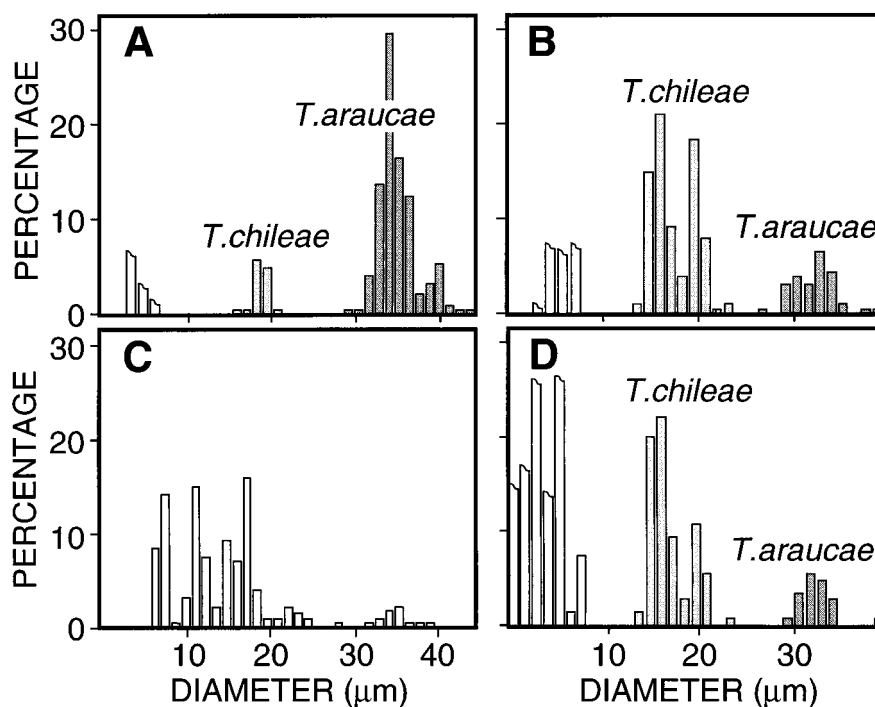 A
PERCENTAGE
30
20
10
0
T.araucae
T.chileae
B
T.chileae
T.araucae
C
PERCENTAGE
30
20
10
0
10 20 30 40
DIAMETER (μm)
D
T.chileae
T.araucae
10 20 30
DIAMETER (μm)